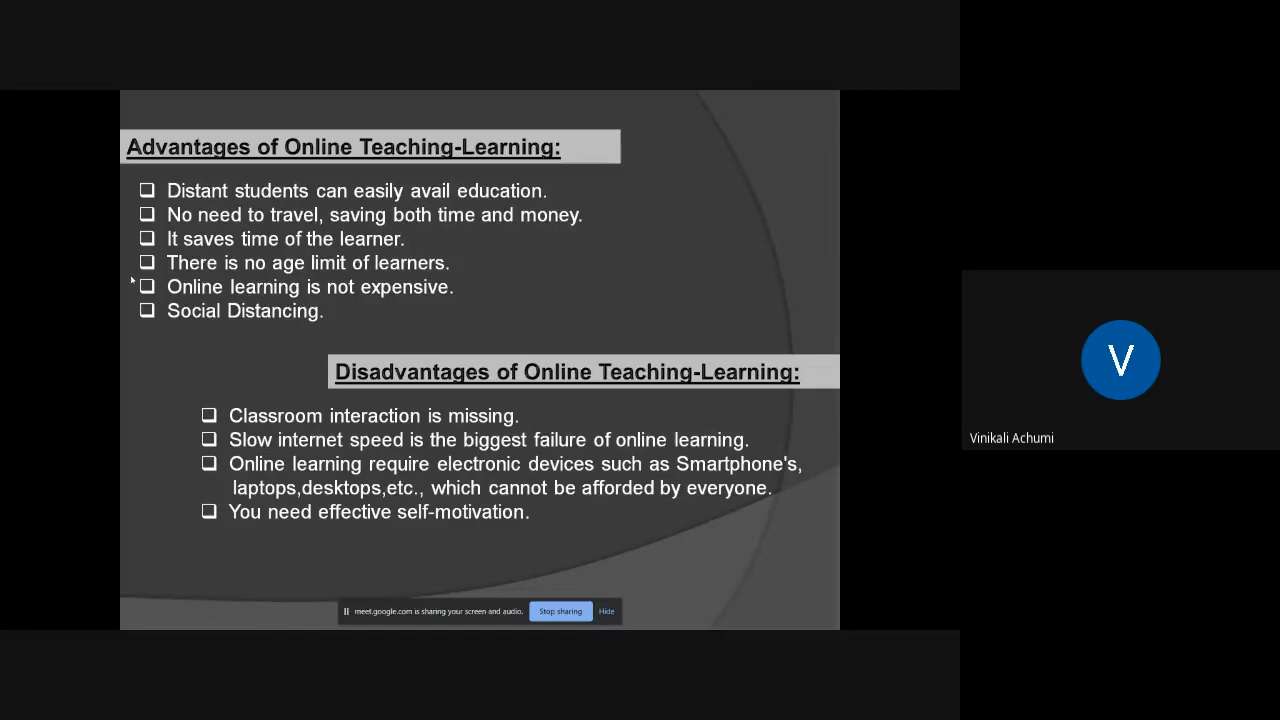 Advantages of Online Teaching-Learning:
❑ Distant students can easily avail education.
❑ No need to travel, saving both time and money.
❑ It saves time of the learner.
❑ There is no age limit of learners.
❑ Online learning is not expensive.
❑ Social Distancing.
Disadvantages of Online Teaching-Learning:
❑ Classroom interaction is missing.
❑ Slow internet speed is the biggest failure of online learning.
❑ Online learning require electronic devices such as Smartphone's,
laptops,desktops,etc., which cannot be afforded by everyone.
❑ You need effective self-motivation.
meet.google.com is sharing your screen and audio. Stop sharing Hide
V
Vinikali Achumi